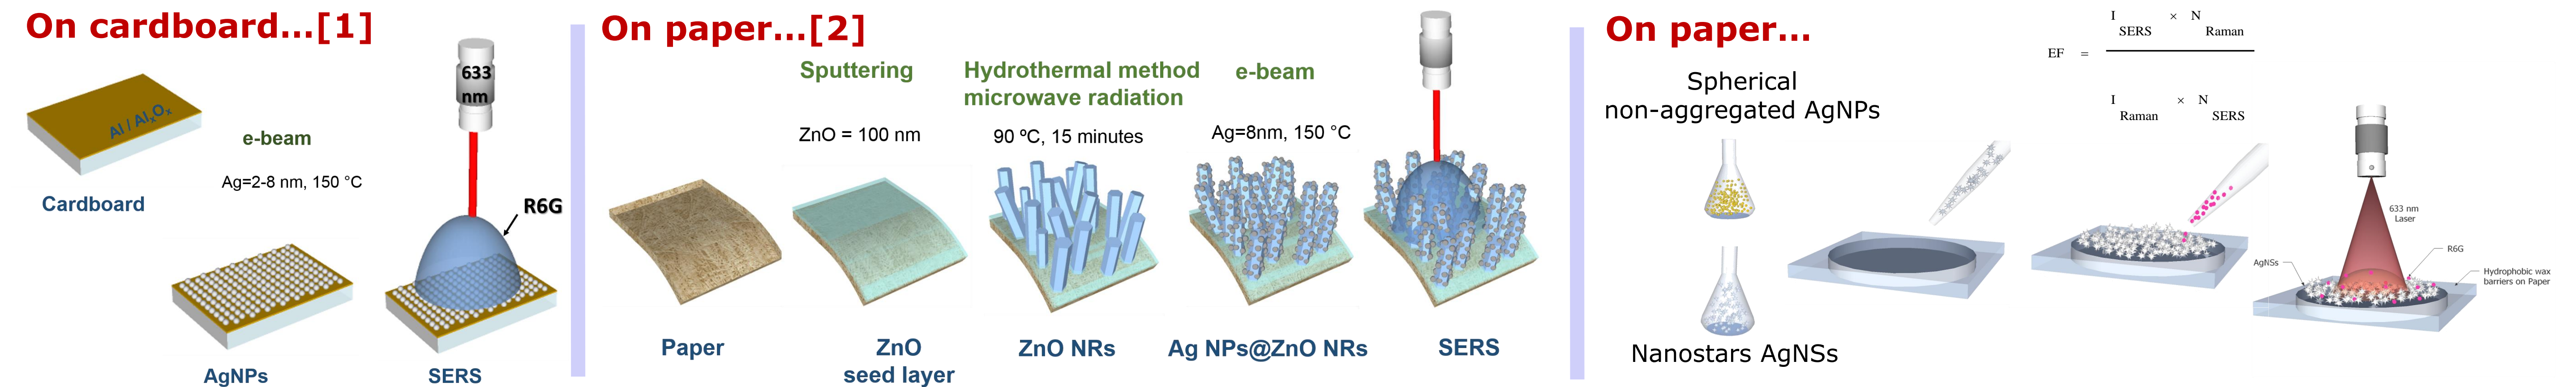 On cardboard...[1]
Al / AlₓOₓ
Cardboard
e-beam
Ag=2-8 nm, 150 °C
AgNPs
633
nm
R6G
SERS
On paper...[2]
Sputtering
ZnO = 100 nm
Hydrothermal method
microwave radiation
90 ºC, 15 minutes
e-beam
Ag=8nm, 150 °C
Paper
ZnO
seed layer
ZnO NRs
Ag NPs@ZnO NRs
SERS
On paper...
Spherical
non-aggregated AgNPs
Nanostars AgNSs
I SERS × N Raman
EF =
I Raman × N SERS
633 nm
Laser
R6G
AgNSs
Hydrophobic wax
barriers on Paper